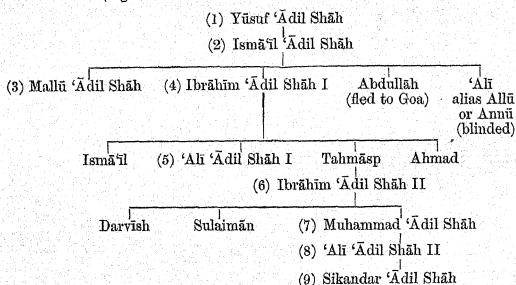 (1) Yūsuf ‘Ādil Shāh
(2) Ismā‘īl ‘Ādil Shāh
(3) Mallū ‘Ādil Shāh (4) Ibrāhīm ‘Ādil Shāh I Abdullāh ‘Alī
(fled to Goa) alias Allū
or Annū
(blinded)
Ismā‘īl (5) ‘Alī ‘Ādil Shāh I Tahmāsp Ahmad
(6) Ibrāhīm ‘Ādil Shāh II
Darvīsh Sulaimān (7) Muhammad ‘Ādil Shāh
(8) ‘Alī ‘Ādil Shāh II
(9) Sikandar ‘Ādil Shāh